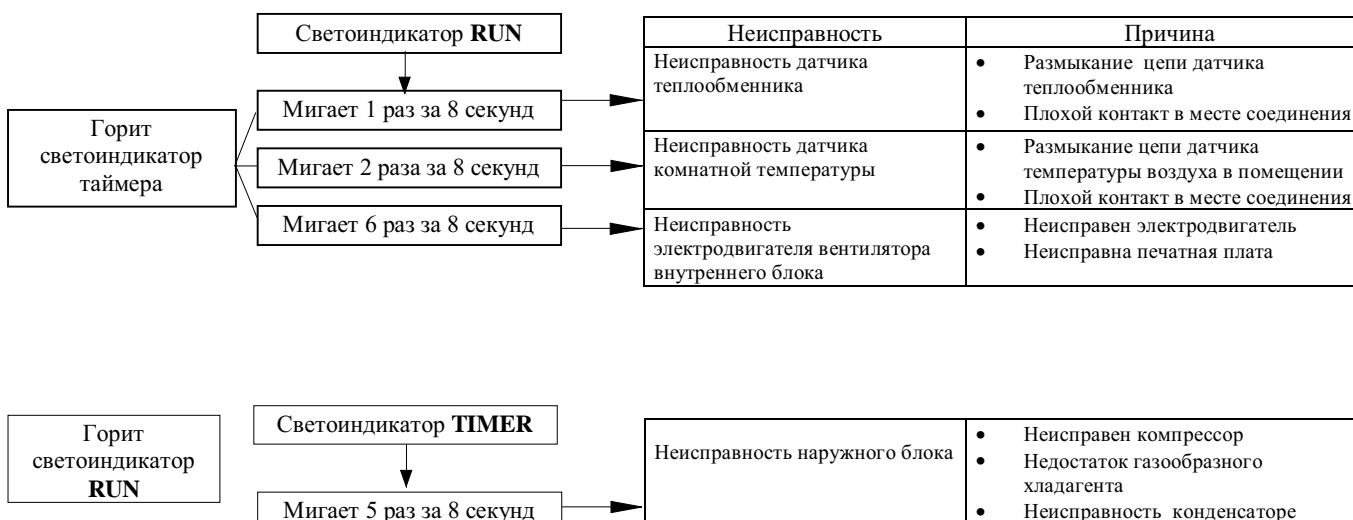 Светоиндикатор RUN
Горит
светоиндикатор
таймера
Мигает 1 раз за 8 секунд
Мигает 2 раза за 8 секунд
Мигает 6 раз за 8 секунд
Неисправность
Причина
Неисправность датчика
теплообменника
• Размыкание цепи датчика
теплообменника
• Плохой контакт в месте соединения
Неисправность датчика
комнатной температуры
• Размыкание цепи датчика
температуры воздуха в помещении
• Плохой контакт в месте соединения
Неисправность
электродвигателя вентилятора
внутреннего блока
• Неисправен электродвигатель
• Неисправна печатная плата
Горит
светоиндикатор
RUN
Светоиндикатор TIMER
Мигает 5 раз за 8 секунд
Неисправность наружного блока
• Неисправен компрессор
• Недостаток газообразного
хладагента
• Неисправность конденсаторе